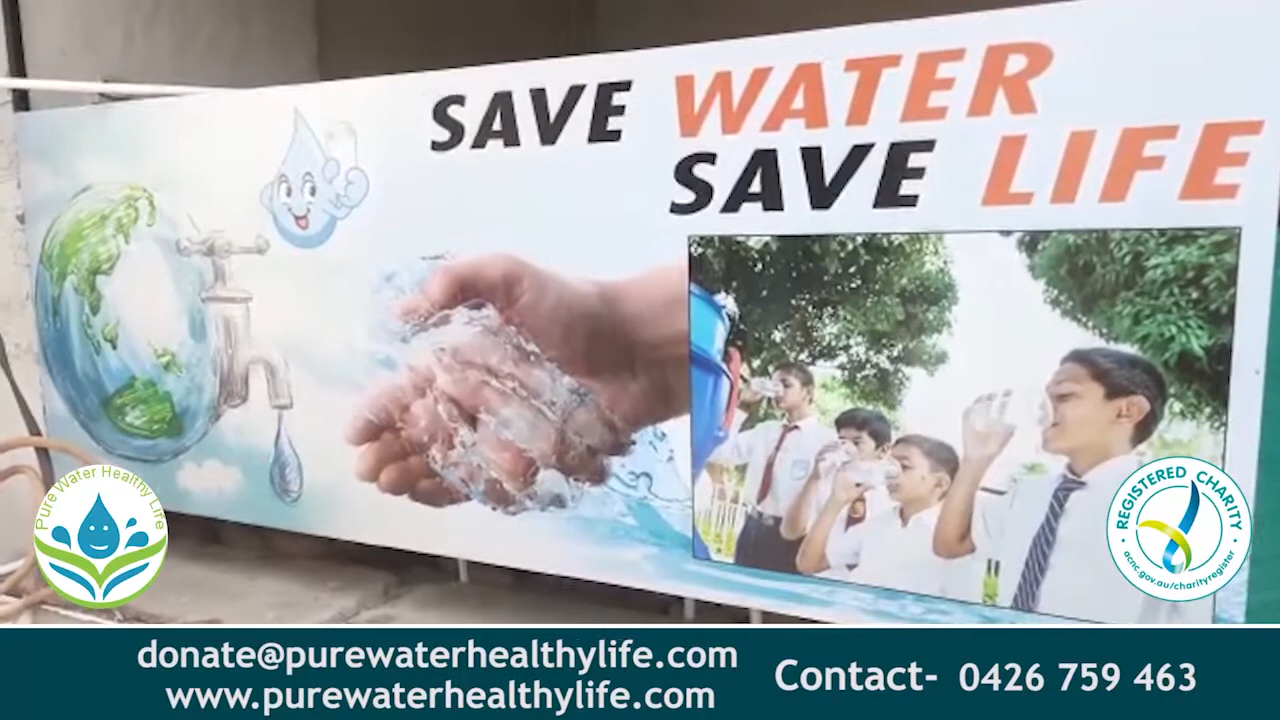 SAVE WATER
SAVE LIFE
Pure Water Healthy Life
REGISTERED CHARITY
acnc.gov.au/charityregister
donate@purewaterhealthylife.com
www.purewaterhealthylife.com
Contact- 0426 759 463